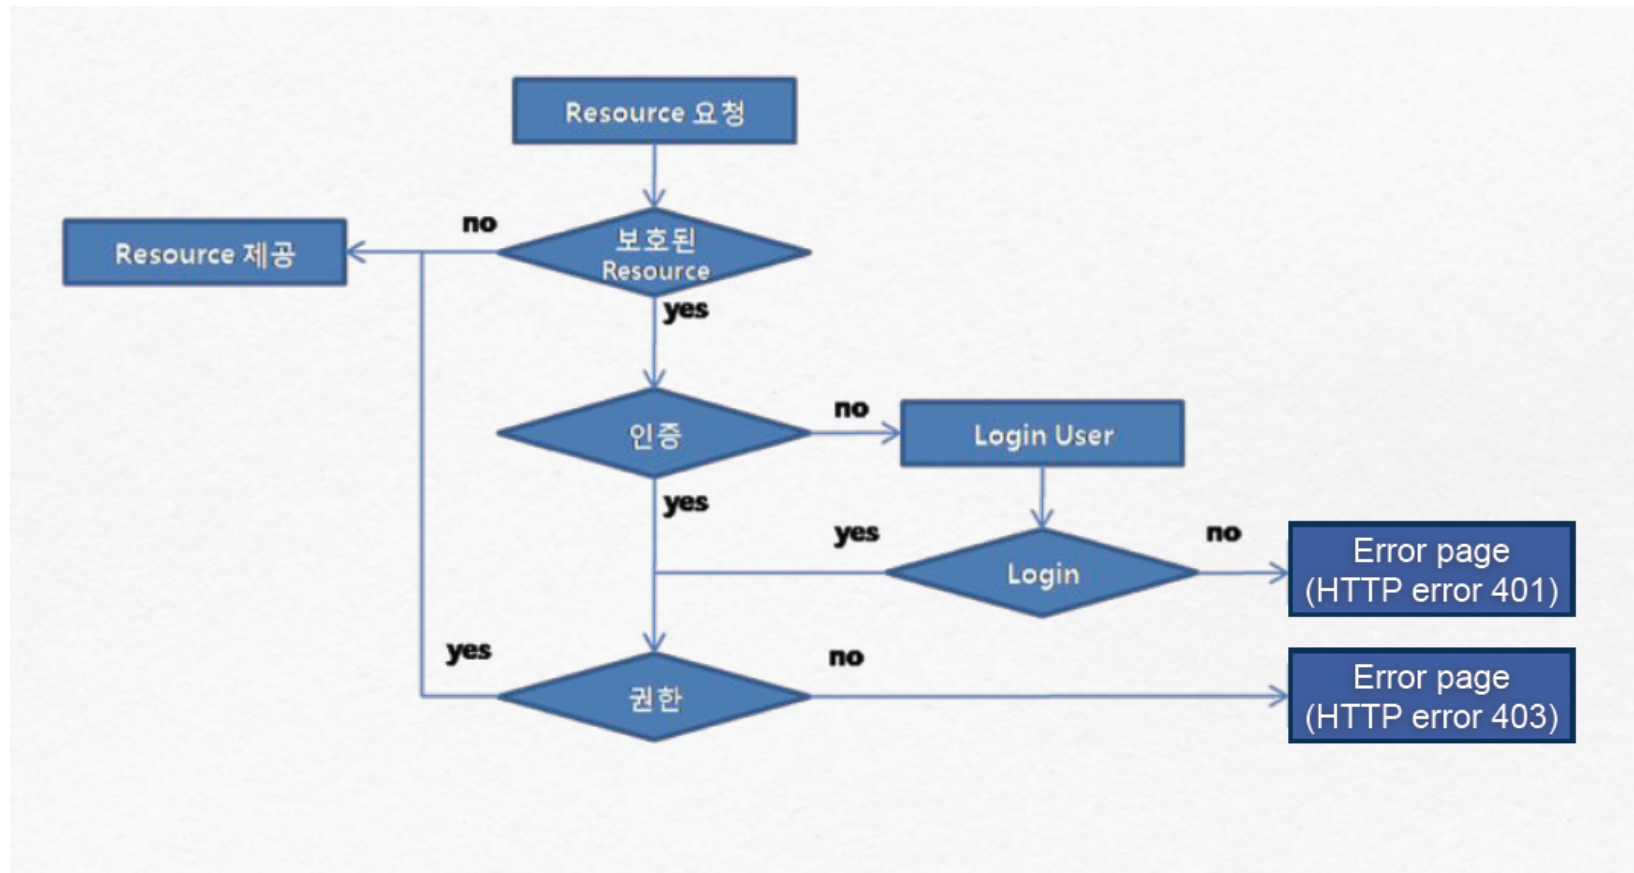 Resource 요청
no
보호된
Resource
Resource 제공
yes
인증
no
Login User
yes
yes
Login
no
Error page
(HTTP error 401)
yes
권한
no
Error page
(HTTP error 403)